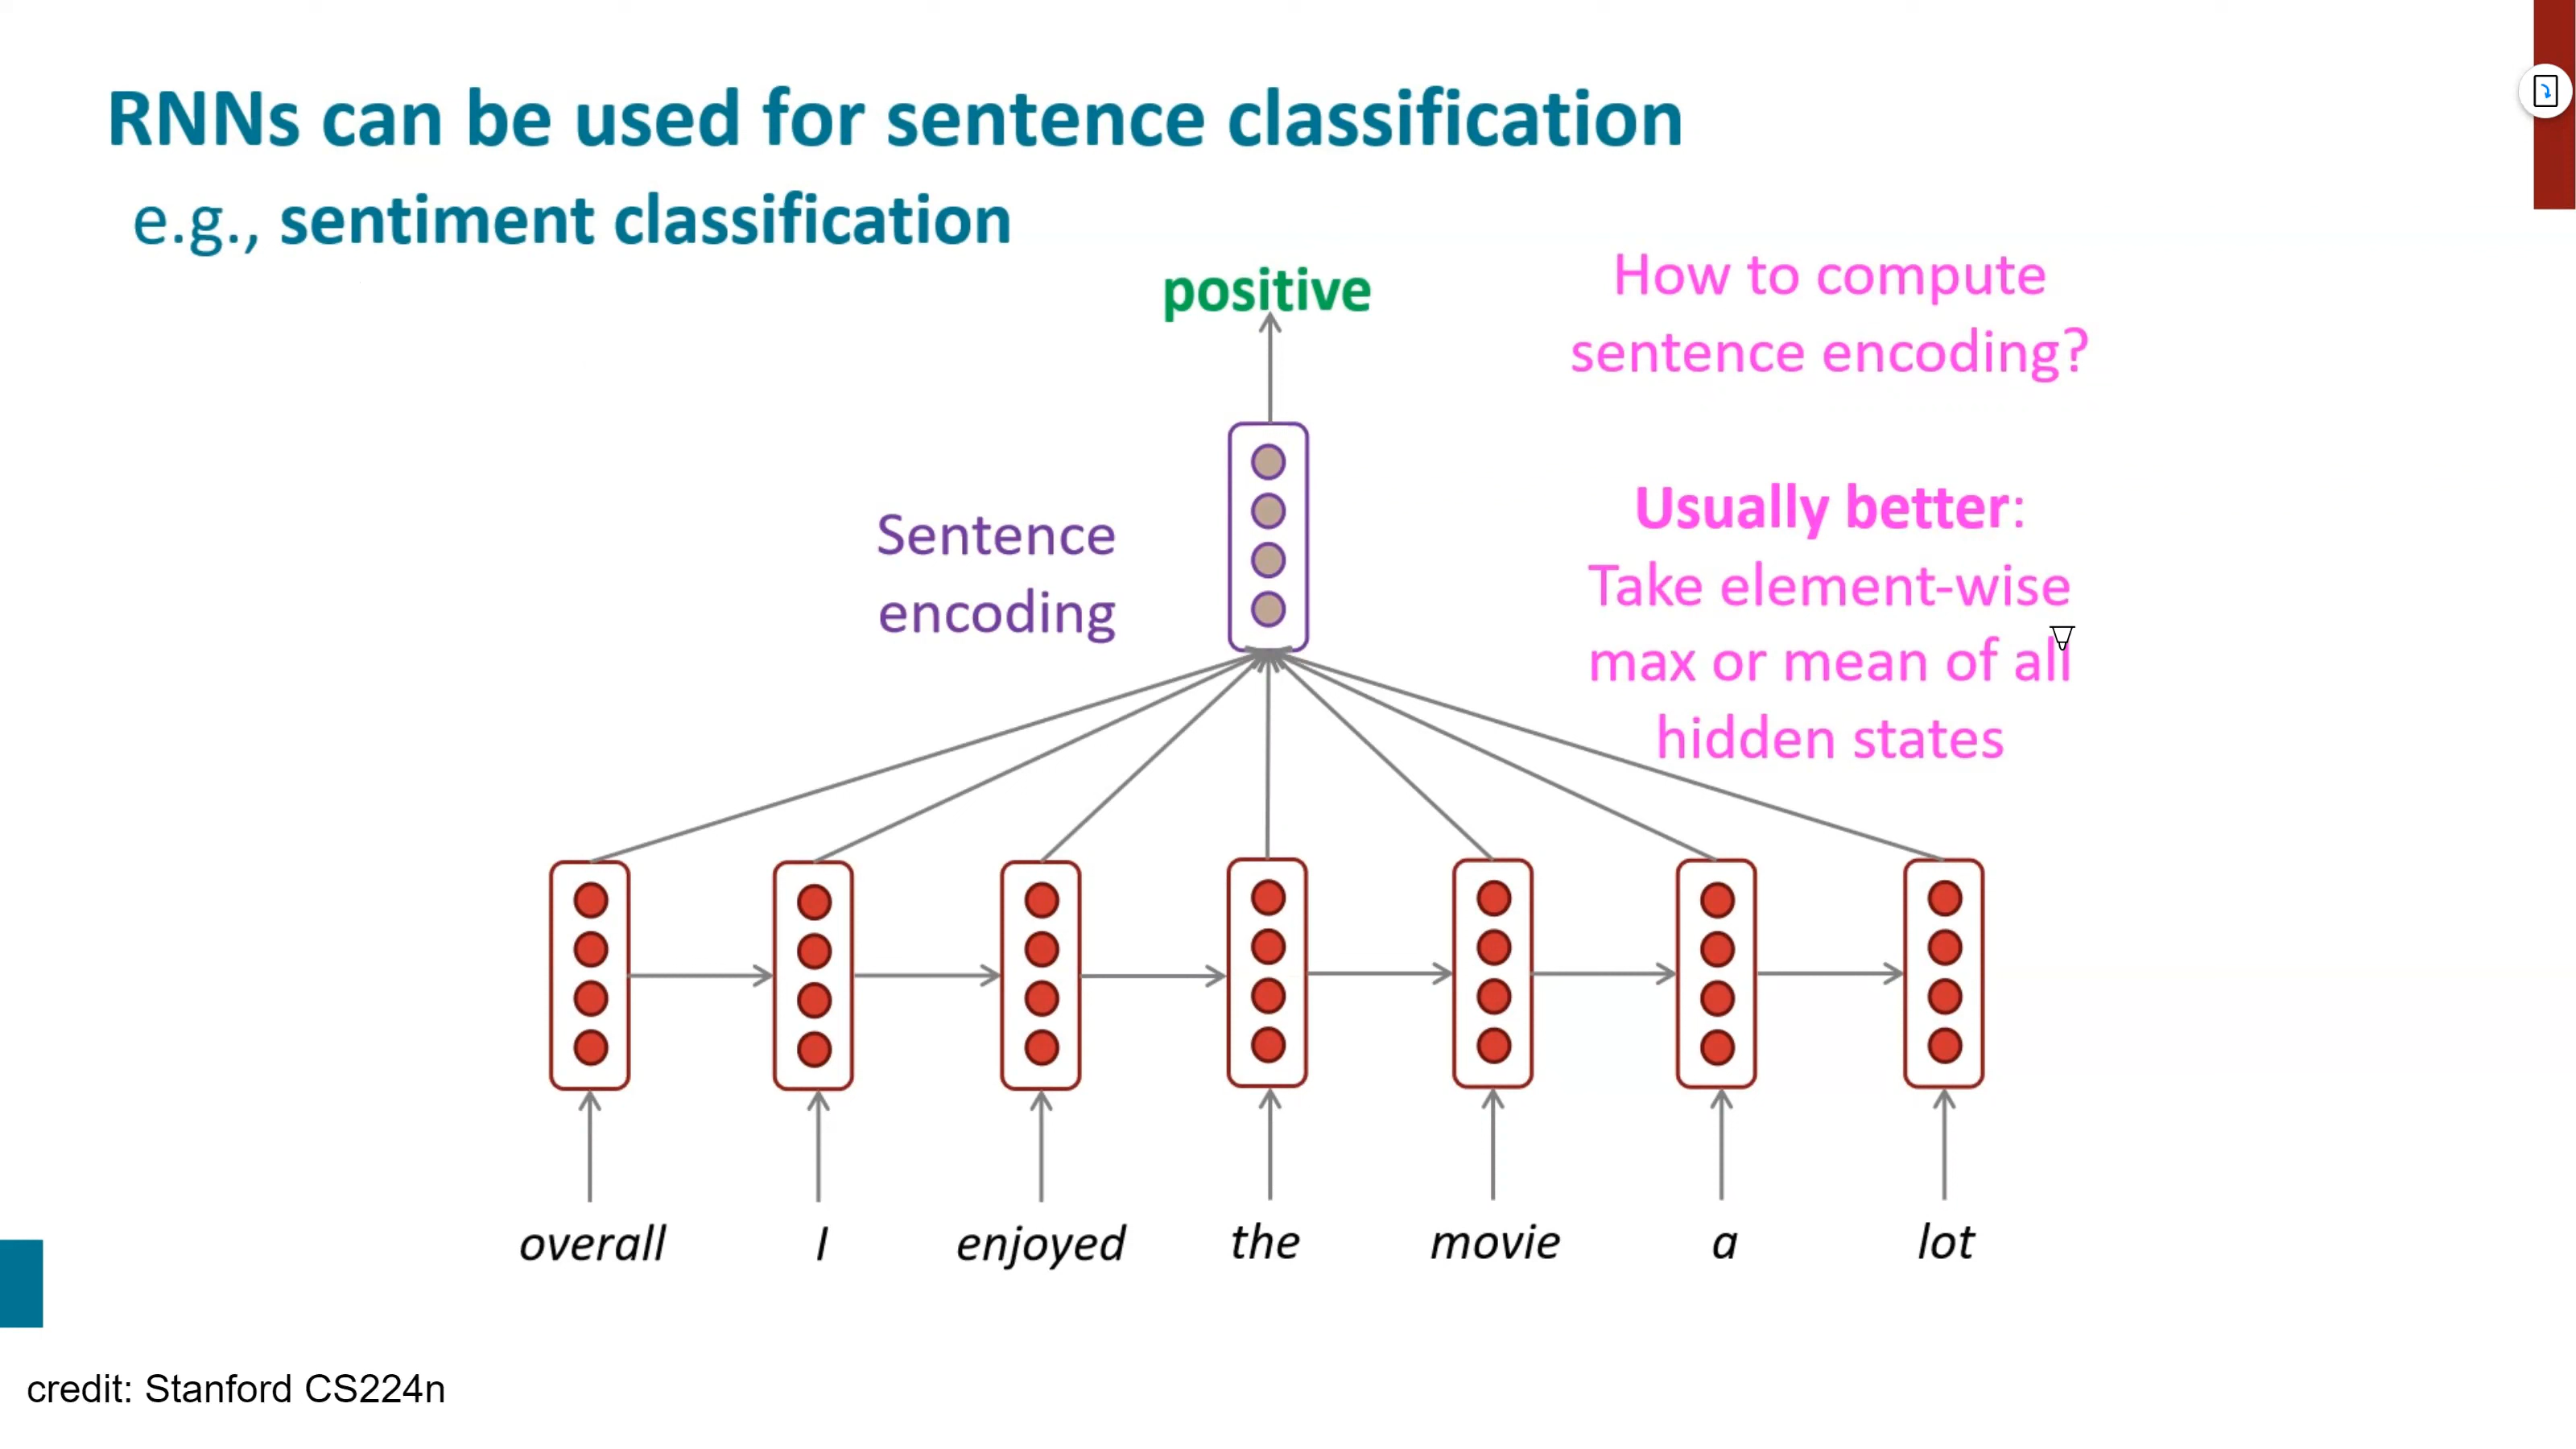 RNNs can be used for sentence classification
e.g., sentiment classification
positive
How to compute
sentence encoding?
Sentence
encoding
Usually better:
Take element-wise
max or mean of all
hidden states
overall I enjoyed the movie a lot
credit: Stanford CS224n